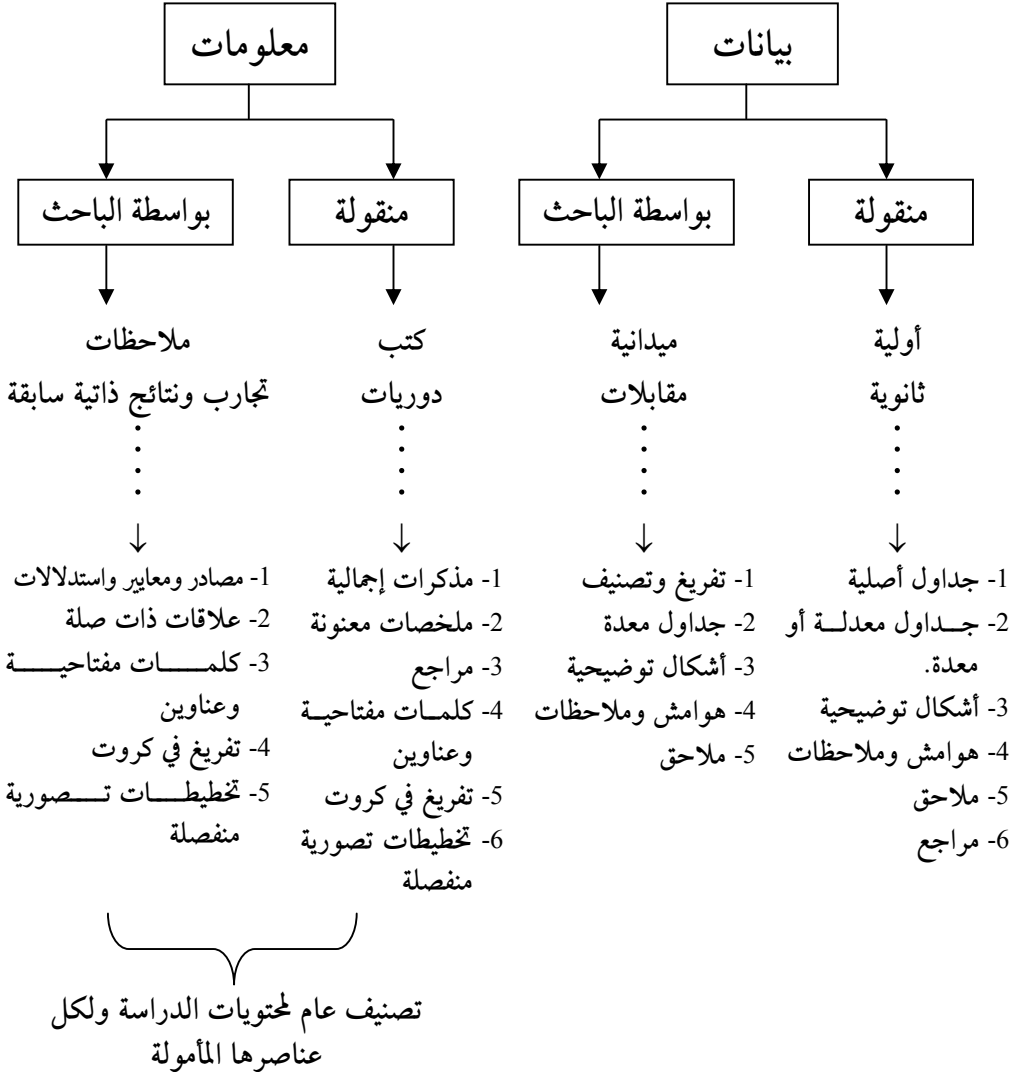 بيانات
معلومات
منقولة
بواسطة الباحث
منقولة
بواسطة الباحث
أولية
ثانوية
ميدانية
مقابلات
كتب
دوريات
ملاحظات
تجارب ونتائج ذاتية سابقة
1- جداول أصلية
2- جداول معدلة أو
معدة.
3- أشكال توضيحية
4- هوامش وملاحظات
5- ملاحق
6- مراجع
1- تفريغ وتصنيف
2- جداول معدة
3- أشكال توضيحية
4- هوامش وملاحظات
5- ملاحق
1- مذكرات إجمالية
2- ملخصات معنونة
3- مراجع
4- كلمات مفتاحية
وعناوين
5- تفريغ في كروت
6- تخطيطات تصورية
منفصلة
1- مصادر ومعايير واستدلالات
2- علاقات ذات صلة
3- كلمات مفتاحية
وعناوين
4- تفريغ في كروت
5- تخطيطات تصورية
منفصلة
تصنيف عام لمحتويات الدراسة ولكل
عناصرها المأمولة